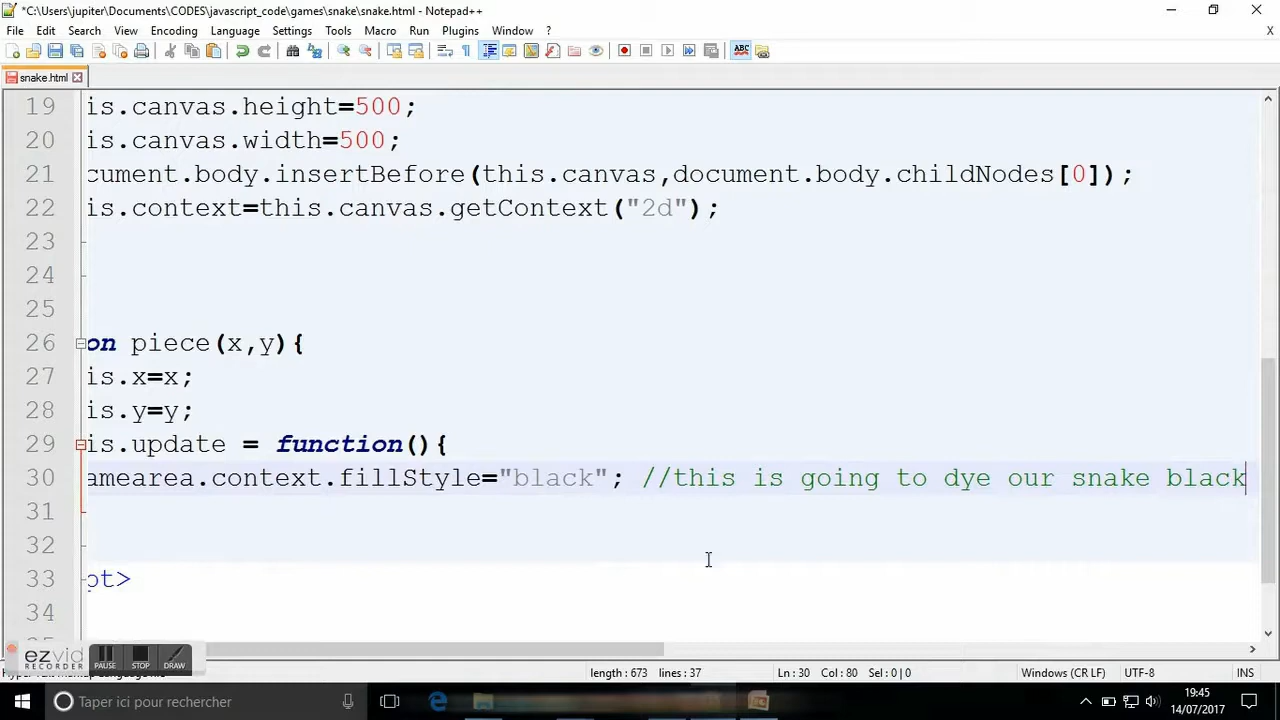 *C:\Users\jupiter\Documents\CODES\javascript_code\games\snake\snake.html - Notepad++
File Edit Search View Encoding Language Settings Tools Macro Run Plugins Window ? X
ABC
snake.html
19 is.canvas.height=500;
20 is.canvas.width=500;
21 cument.body.insertBefore(this.canvas,document.body.childNodes[0]);
22 is.context=this.canvas.getContext("2d");
23
24
25
26 on piece(x,y){
27 is.x=x;
28 is.y=y;
29 is.update = function(){
30 amearea.context.fillStyle="black"; //this is going to dye our snake black
31
32
33 pt>
34
ezvid
RECORDER
PAUSE STOP DRAW
length : 673 lines : 37 Ln : 30 Col : 80 Sel : 0 | 0 Windows (CR LF) UTF-8 INS
Taper ici pour rechercher
19:45
14/07/2017